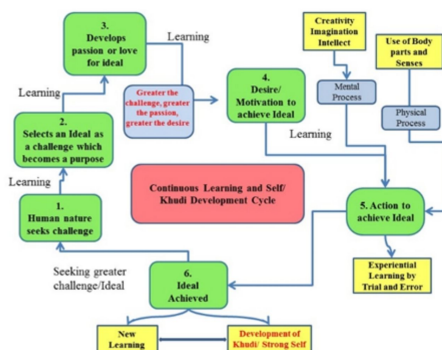 3.
Develops
passion or love
for ideal
Learning
Learning
Greater the
challenge, greater
the passion,
greater the desire
4.
Desire/
Motivation to
achieve Ideal
Creativity
Imagination
Intellect
Use of Body
parts and
Senses
Mental
Process
Physical
Process
Learning
2.
Selects an Ideal as
a challenge which
becomes a purpose
Learning
1.
Human nature
seeks challenge
Continuous Learning and Self/
Khudi Development Cycle
5. Action to
achieve Ideal
Experiential
Learning by
Trial and Error
Seeking greater
challenge/Ideal
6.
Ideal
Achieved
New
Learning
Development of
Khudi/ Strong Self